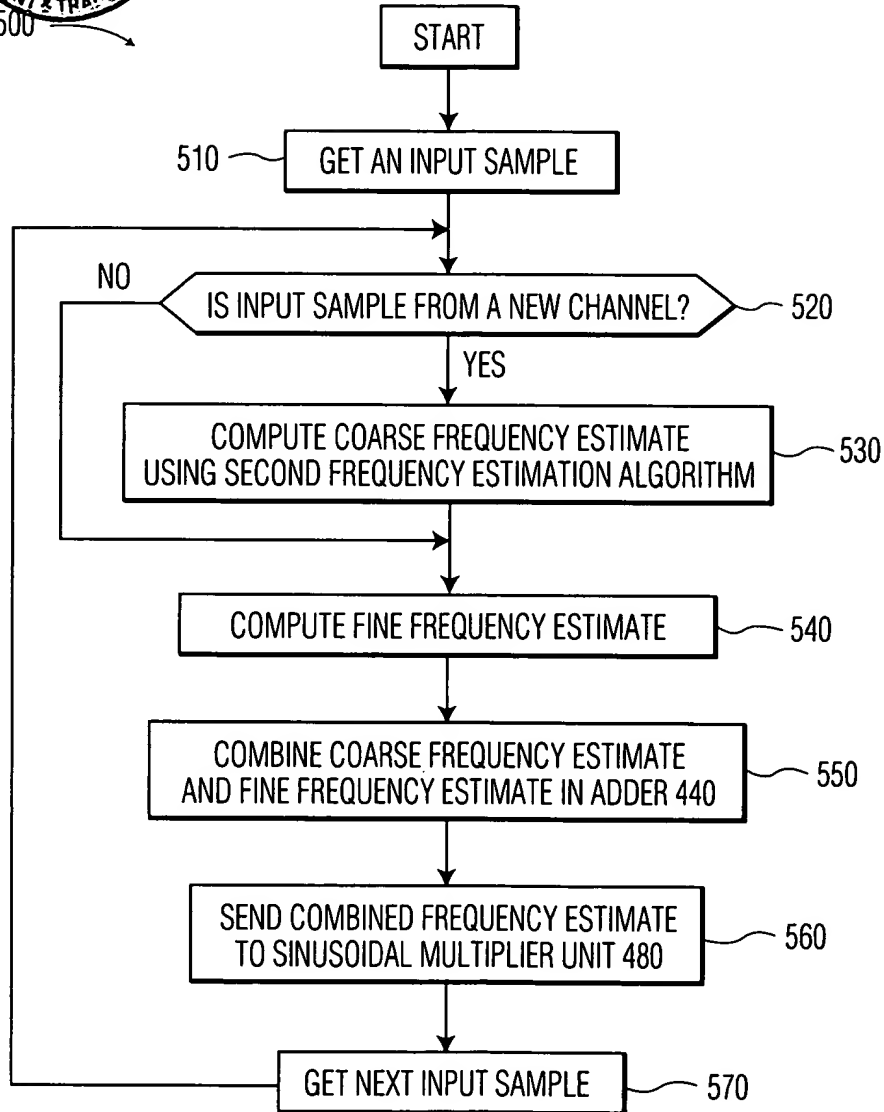 & TRA
500
START
510
GET AN INPUT SAMPLE
NO
IS INPUT SAMPLE FROM A NEW CHANNEL?
520
YES
COMPUTE COARSE FREQUENCY ESTIMATE
USING SECOND FREQUENCY ESTIMATION ALGORITHM
530
COMPUTE FINE FREQUENCY ESTIMATE
540
COMBINE COARSE FREQUENCY ESTIMATE
AND FINE FREQUENCY ESTIMATE IN ADDER 440
550
SEND COMBINED FREQUENCY ESTIMATE
TO SINUSOIDAL MULTIPLIER UNIT 480
560
GET NEXT INPUT SAMPLE
570